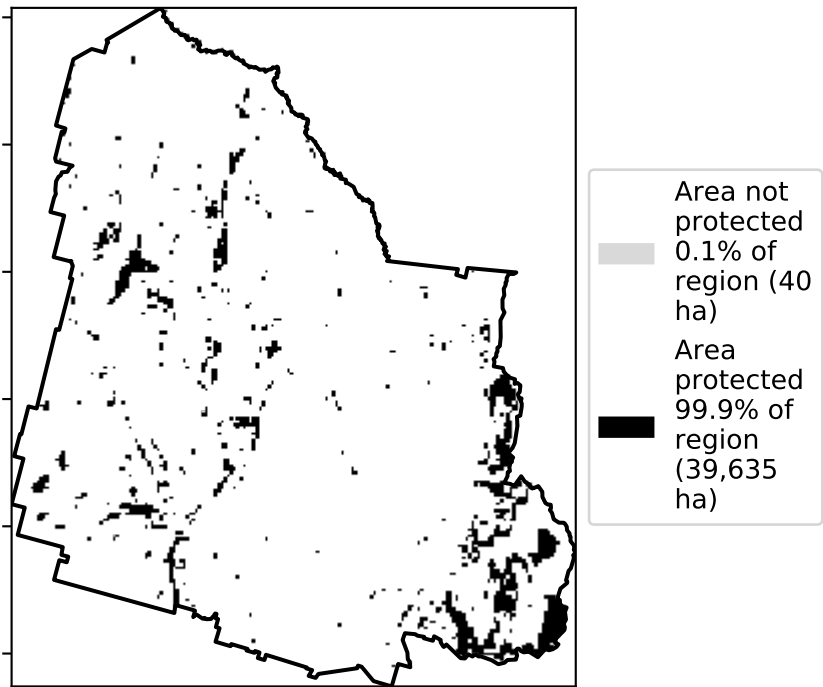 Area not
protected
0.1% of
region (40
ha)
Area
protected
99.9% of
region
(39,635
ha)